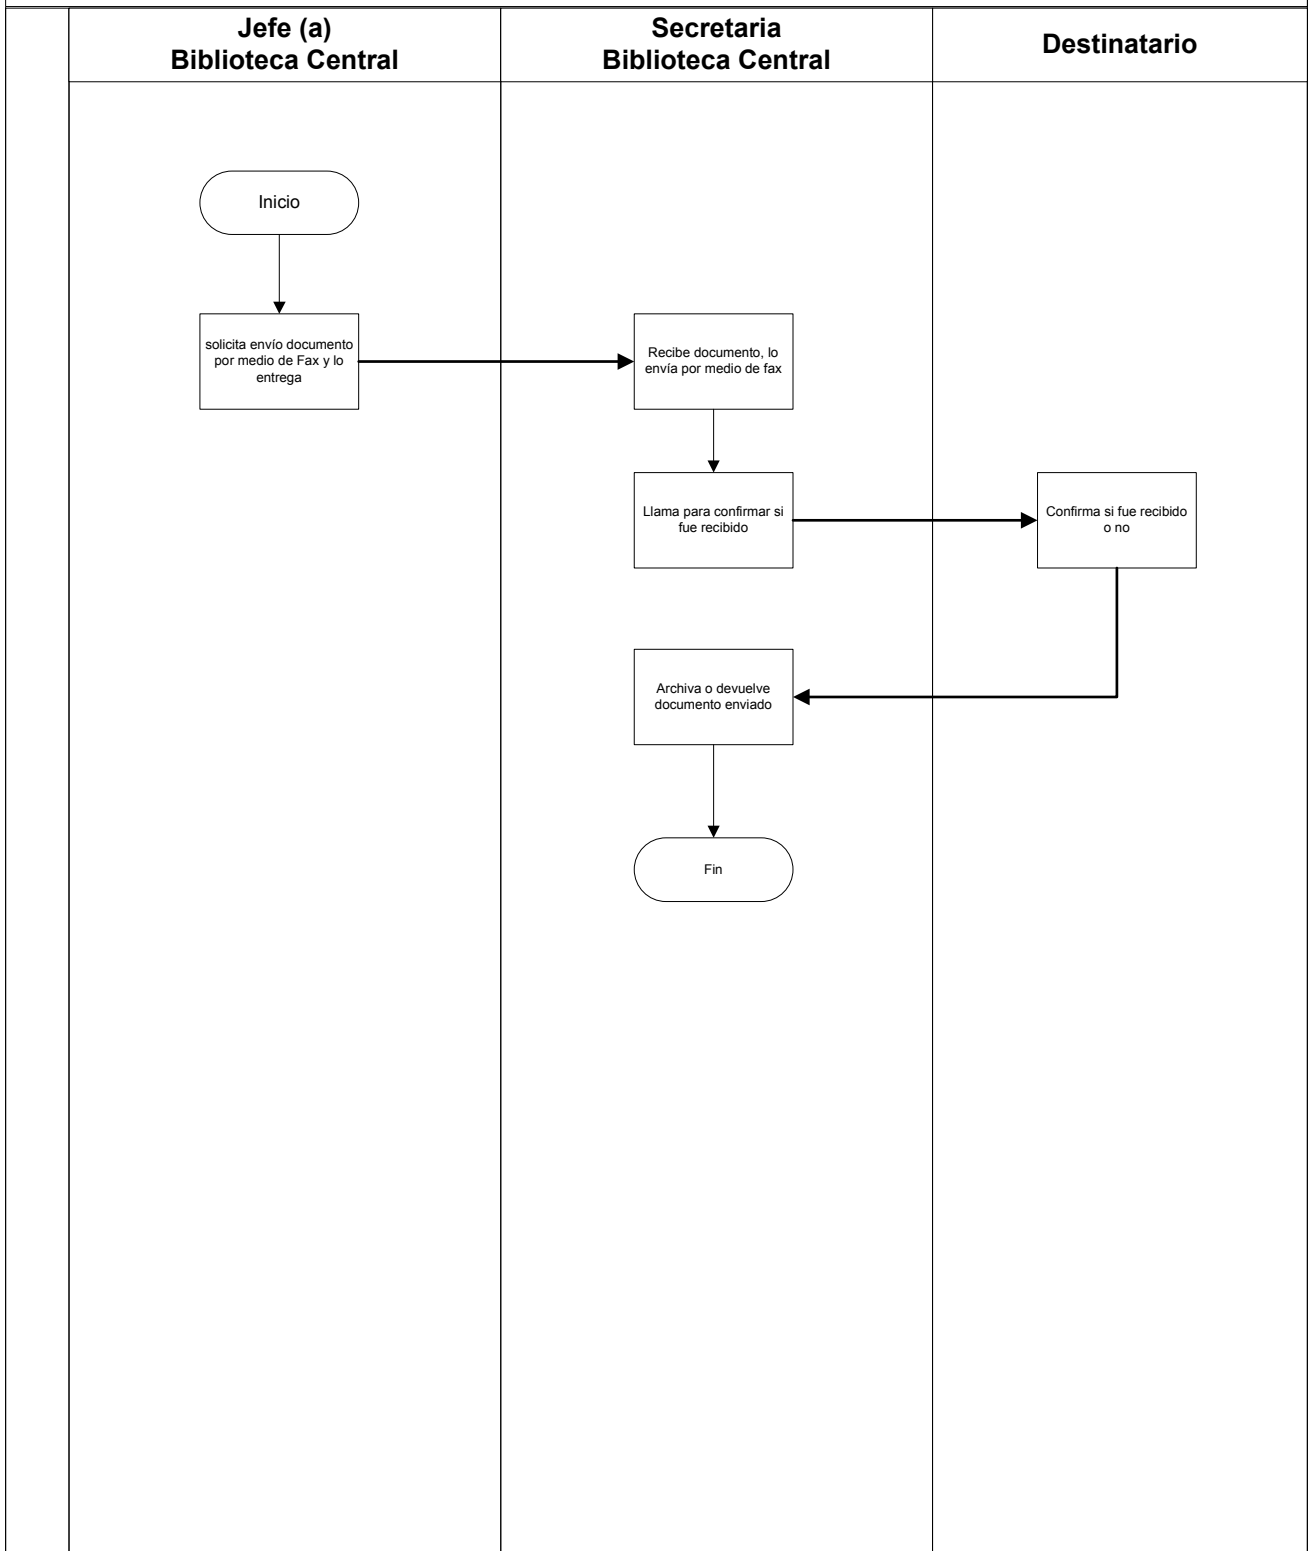 Jefe (a)
Biblioteca Central
Secretaria
Biblioteca Central
Destinatario
Inicio
solicita envío documento
por medio de Fax y lo
entrega
Recibe documento, lo
envía por medio de fax
Llama para confirmar si
fue recibido
Confirma si fue recibido
o no
Archiva o devuelve
documento enviado
Fin